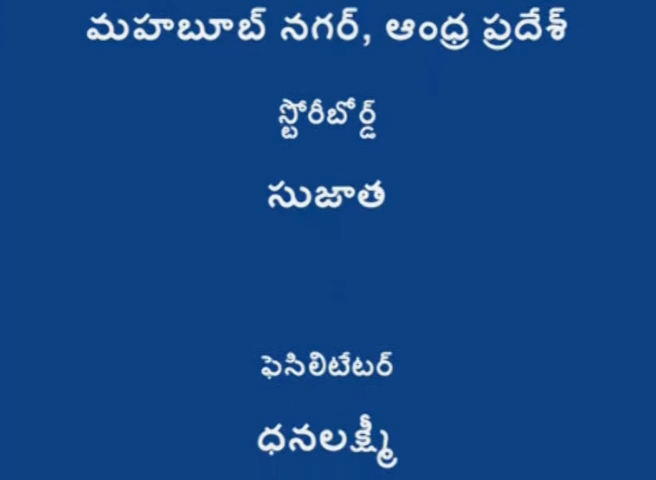 మహబూబ్ నగర్, ఆంధ్ర ప్రదేశ్
స్టోరీబోర్డ్
సుజాత
ఫెసిలిటేటర్
ధనలక్ష్మీ